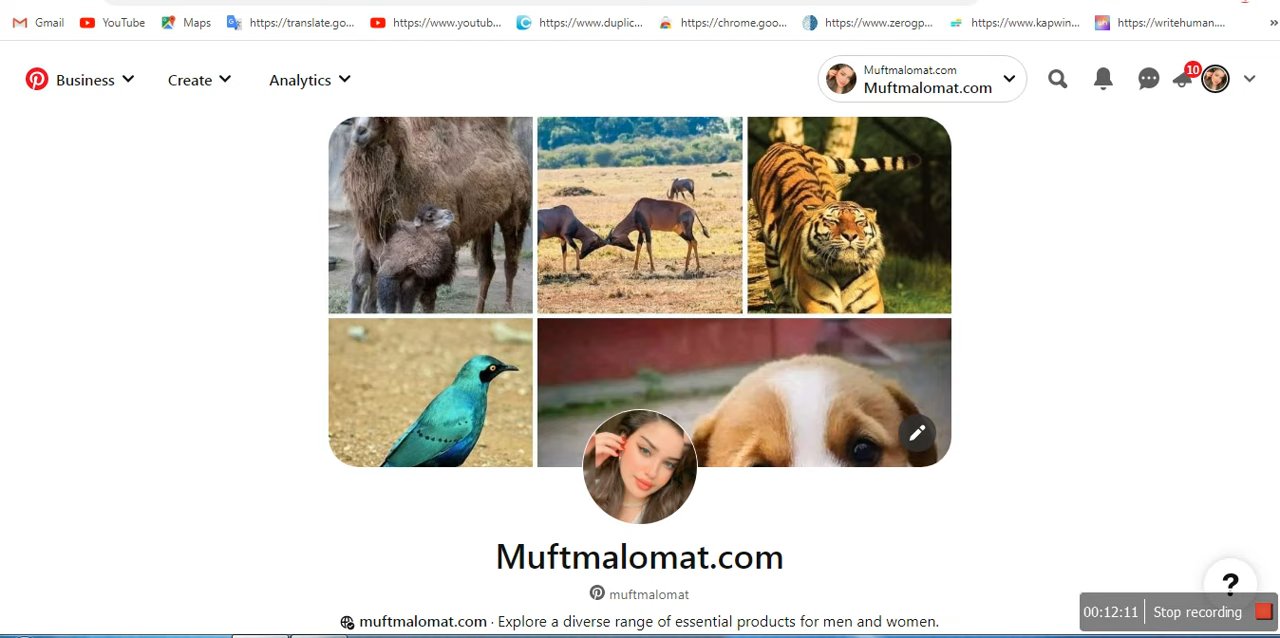 Gmail YouTube Maps https://translate.go... https://www.youtub... https://www.duplic... https://chrome.goo... https://www.zerogp... https://www.kapwin... https://writehuman.... »
Business Create Analytics Muftmalomat.com 10
Muftmalomat.com
Muftmalomat.com
muftmalomat
muftmalomat.com · Explore a diverse range of essential products for men and women.
?
00:12:11 Stop recording